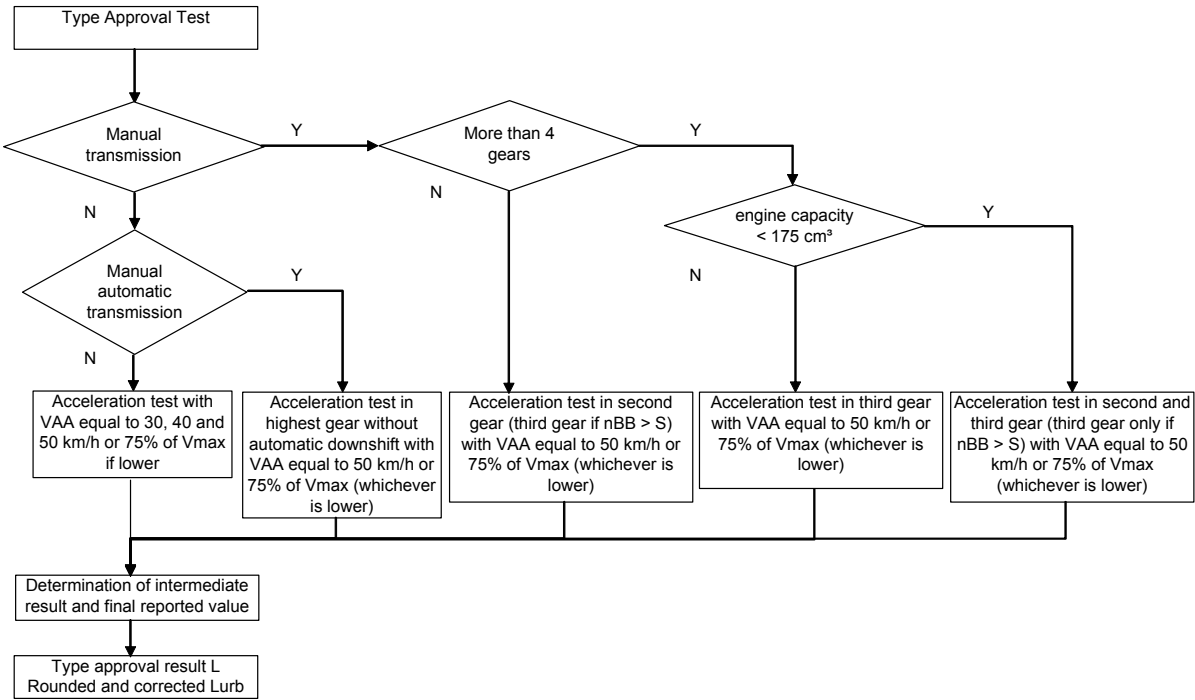 Type Approval Test
Manual
transmission
Y
More than 4
gears
Y
N
N
engine capacity
< 175 cm³
Y
N
Manual
automatic
transmission
Y
N
Acceleration test with
VAA equal to 30, 40 and
50 km/h or 75% of Vmax
if lower
Acceleration test in
highest gear without
automatic downshift with
VAA equal to 50 km/h or
75% of Vmax (whichever
is lower)
Acceleration test in second
gear (third gear if nBB > S)
with VAA equal to 50 km/h or
75% of Vmax (whichever is
lower)
Acceleration test in third gear
with VAA equal to 50 km/h or
75% of Vmax (whichever is
lower)
Acceleration test in second and
third gear (third gear only if
nBB > S) with VAA equal to 50
km/h or 75% of Vmax
(whichever is lower)
Determination of intermediate
result and final reported value
Type approval result L
Rounded and corrected Lurb